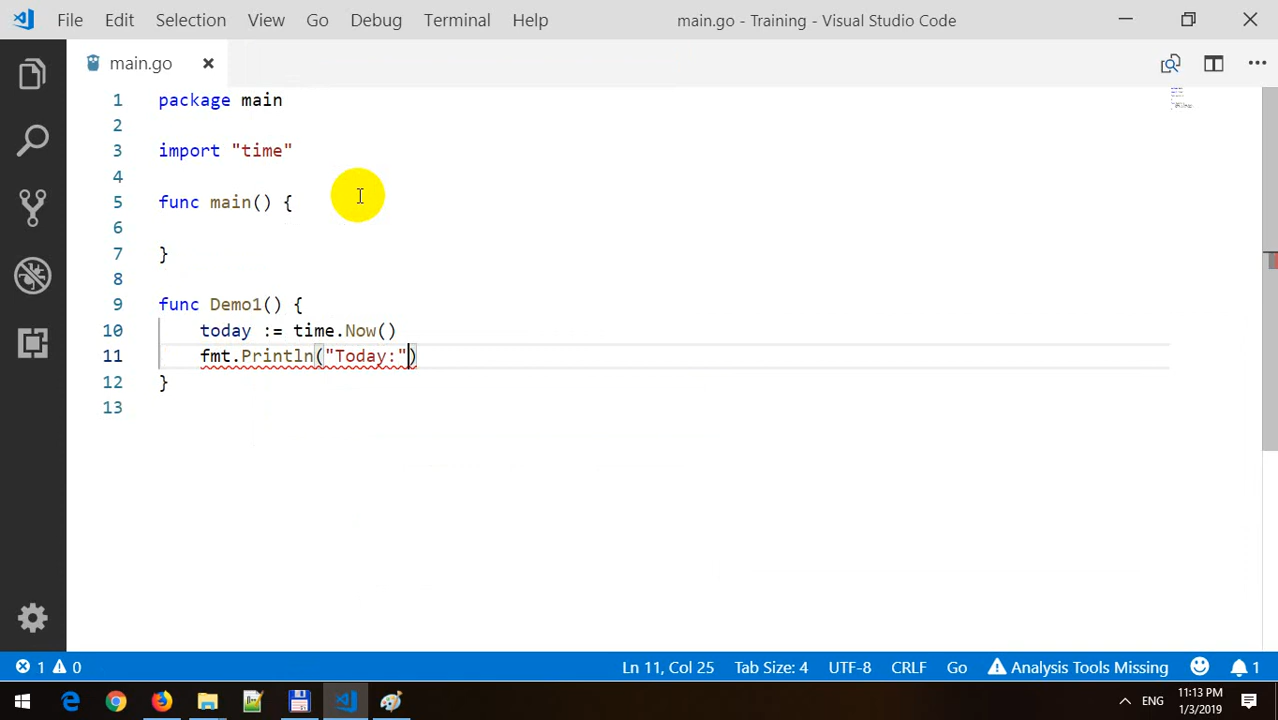 File Edit Selection View Go Debug Terminal Help main.go - Training - Visual Studio Code
main.go
1 package main
2
3 import "time"
4
5 func main() {
6
7 }
8
9 func Demo1() {
10 today := time.Now()
11 fmt.Println("Today:")
12 }
13
1 0 Ln 11, Col 25 Tab Size: 4 UTF-8 CRLF Go Analysis Tools Missing 1
ENG 11:13 PM
1/3/2019